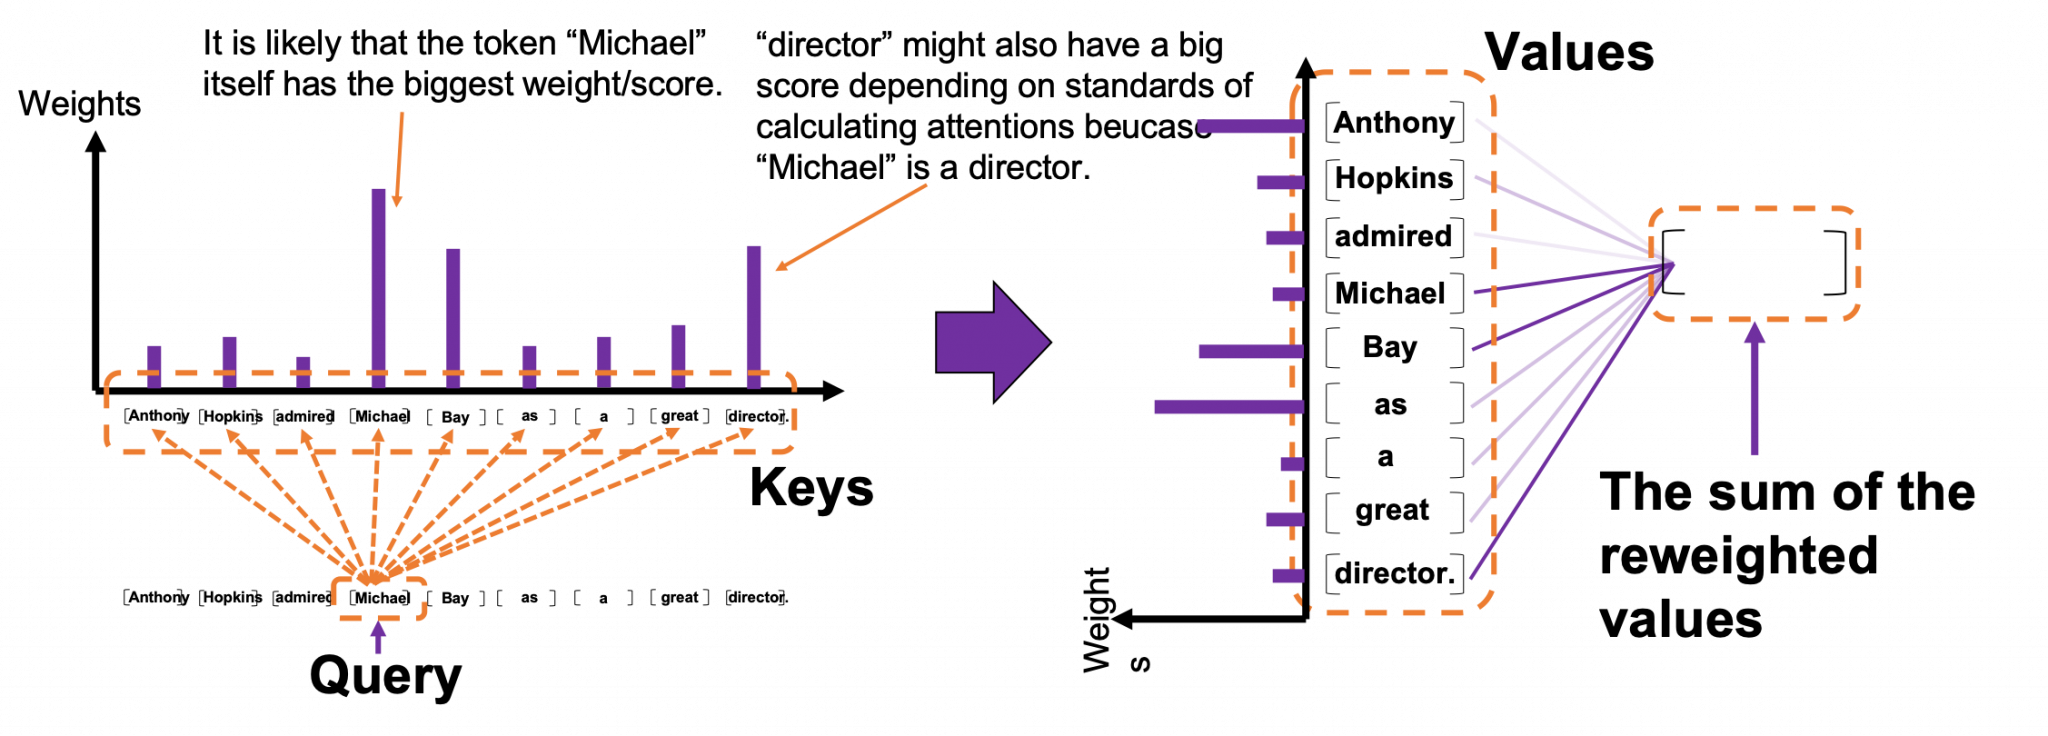 It is likely that the token “Michael”
itself has the biggest weight/score.
“director” might also have a big
score depending on standards of
calculating attentions beucase
“Michael” is a director.
Weights
[Anthony] [Hopkins] [admired] [Michael] [ Bay ] [ as ] [ a ] [ great ] [director.]
Keys
[Anthony] [Hopkins] [admired] [Michael] [ Bay ] [ as ] [ a ] [ great ] [director.]
Query
Values
Anthony
Hopkins
admired
Michael
Bay
as
a
great
director.
Weight
s
The sum of the
reweighted
values